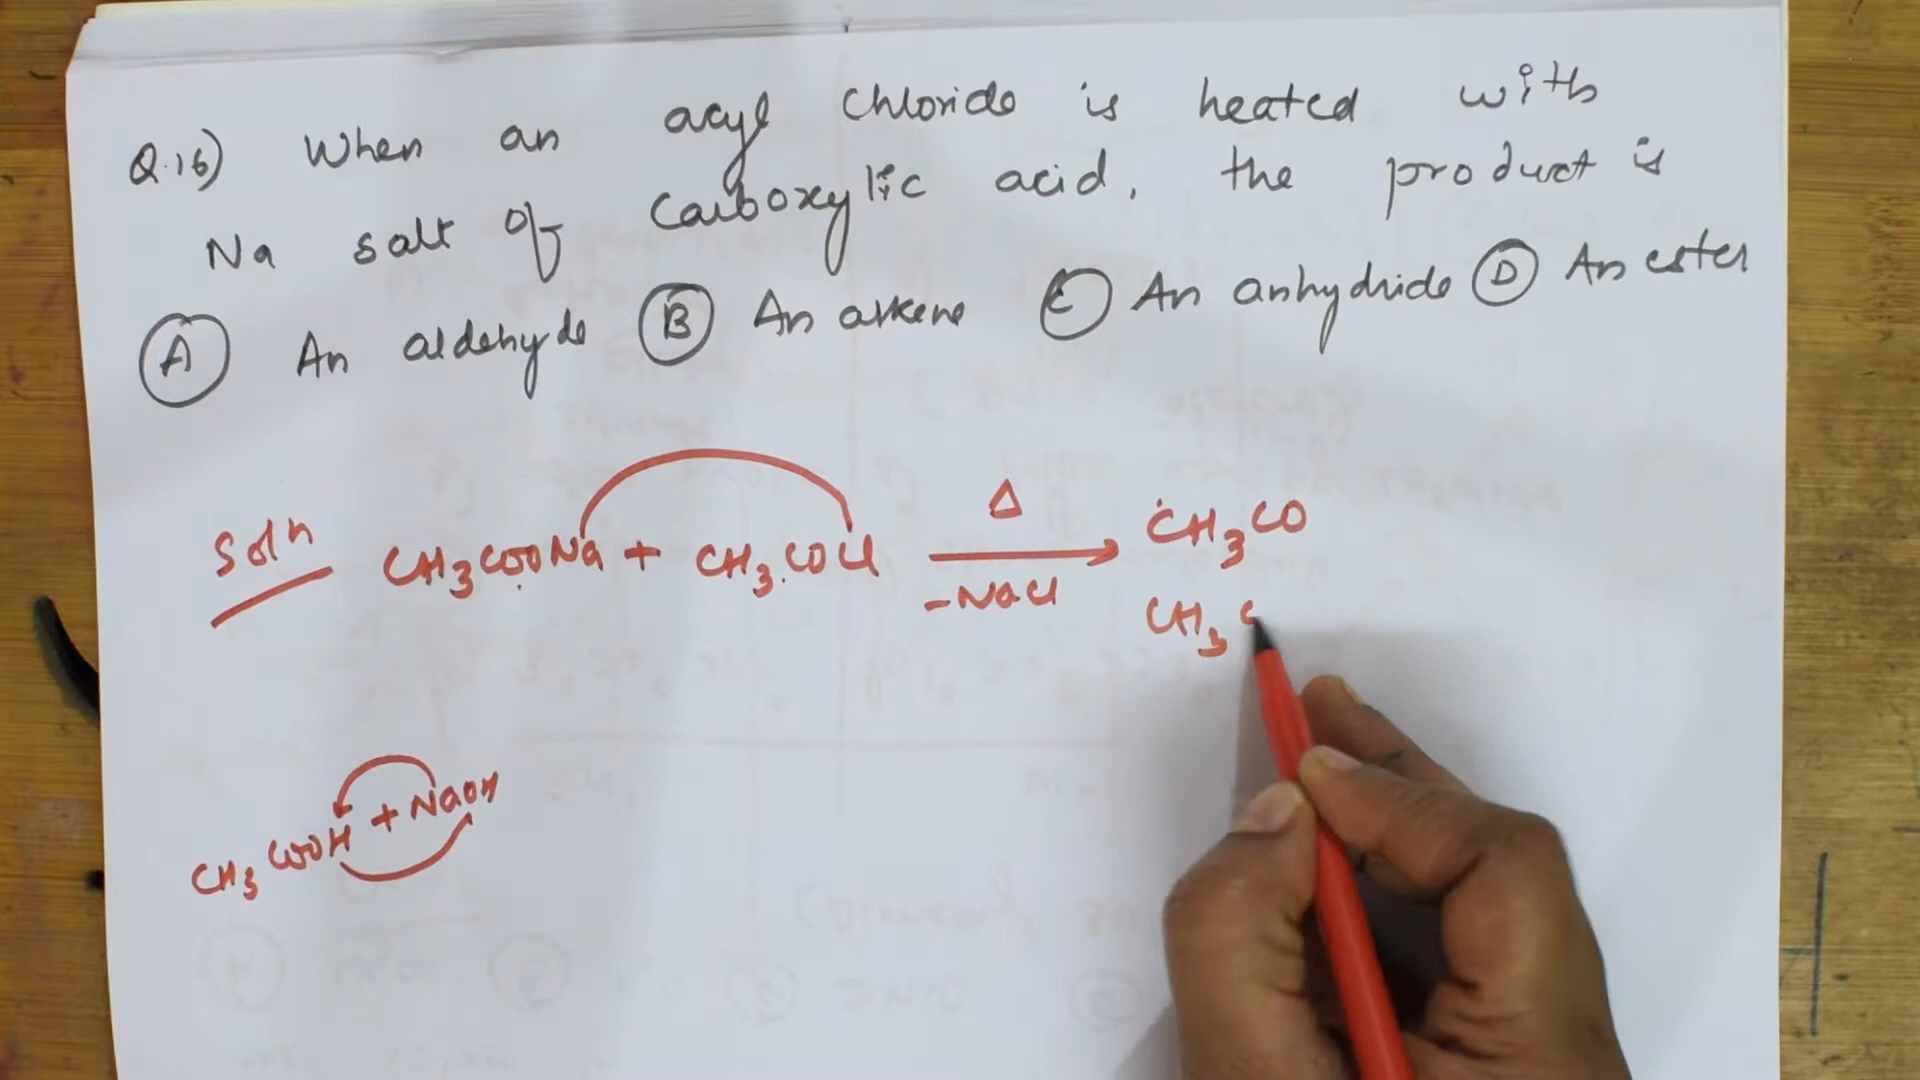 Q.16) When an acyl chloride is heated with
Na salt of Carboxylic acid, the product is
(A) An aldehyde (B) An alkene (C) An anhydride (D) An ester
Soln CH3COONa + CH3COCl Δ -NaCl → CH3CO
CH3 C
CH3COOH + NaOH